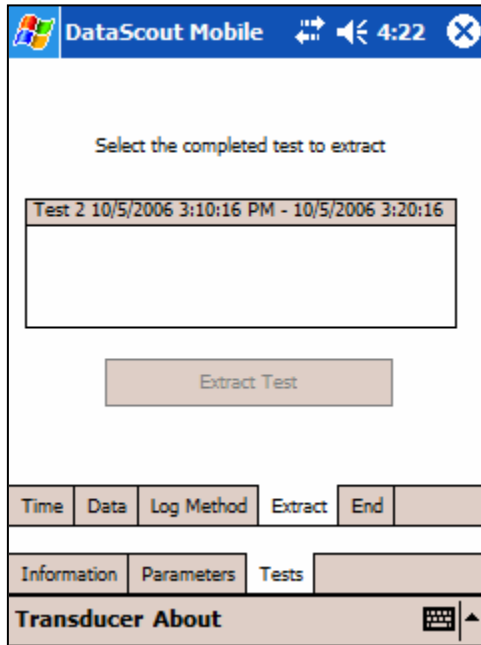 DataScout Mobile 4:22
Select the completed test to extract
Test 2 10/5/2006 3:10:16 PM - 10/5/2006 3:20:16
Extract Test
Time Data Log Method Extract End
Information Parameters Tests
Transducer About